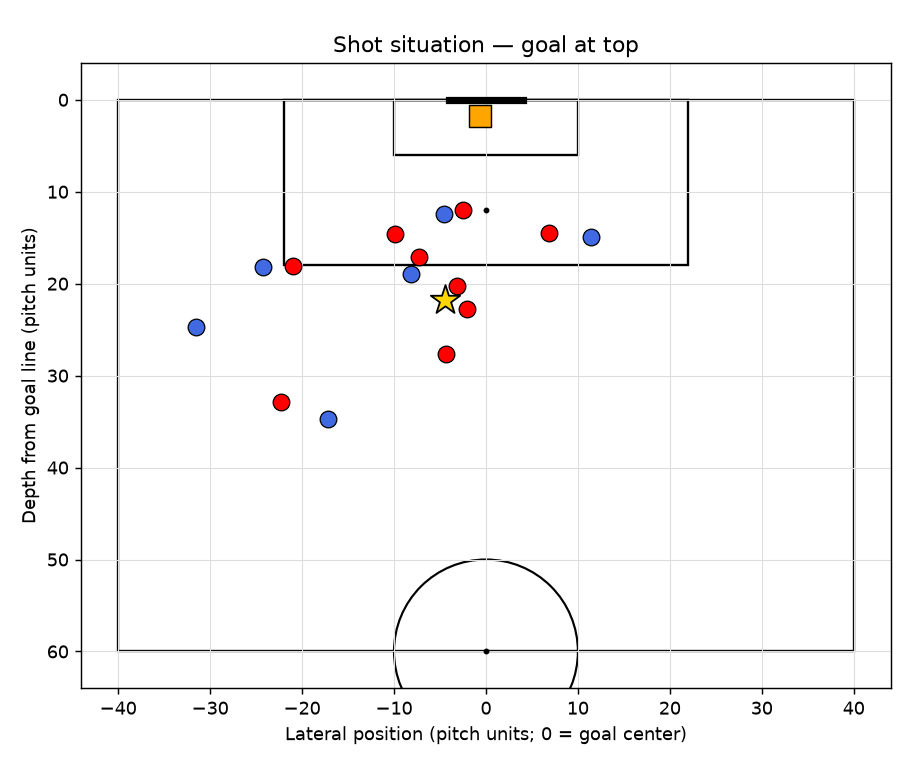 Shot situation — goal at top
Depth from goal line (pitch units)
0
10
20
30
40
50
60
−40 −30 −20 −10 0 10 20 30 40
Lateral position (pitch units; 0 = goal center)